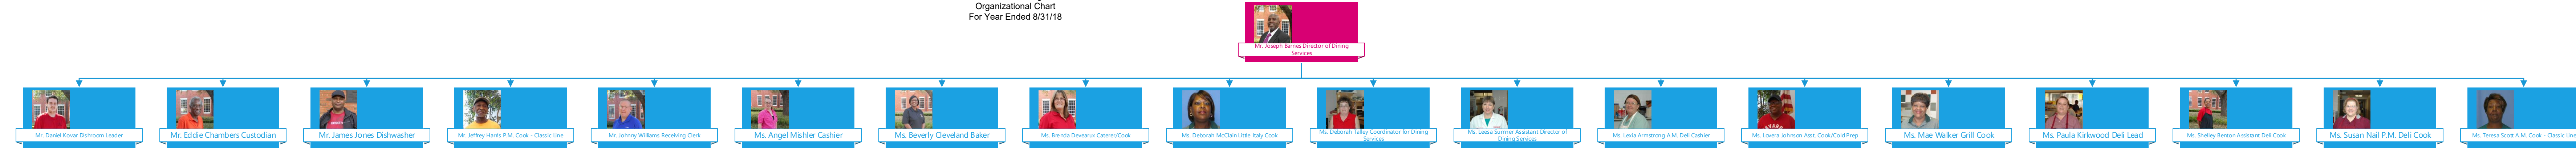 Organizational Chart
For Year Ended 8/31/18
Mr. Joseph Barnes Director of Dining
Services
Mr. Daniel Kovar Dishroom Leader
Mr. Eddie Chambers Custodian
Mr. James Jones Dishwasher
Mr. Jeffrey Harris P.M. Cook - Classic Line
Mr. Johnny Williams Receiving Clerk
Ms. Angel Mishler Cashier
Ms. Beverly Cleveland Baker
Ms. Brenda Devearux Caterer/Cook
Ms. Deborah McClain Little Italy Cook
Ms. Deborah Talley Coordinator for Dining
Services
Ms. Leesa Sumner Assistant Director of
Dining Services
Ms. Lexia Armstrong A.M. Deli Cashier
Ms. Lovera Johnson Asst. Cook/Cold Prep
Ms. Mae Walker Grill Cook
Ms. Paula Kirkwood Deli Lead
Ms. Shelley Benton Assistant Deli Cook
Ms. Susan Nail P.M. Deli Cook
Ms. Teresa Scott A.M. Cook - Classic Line